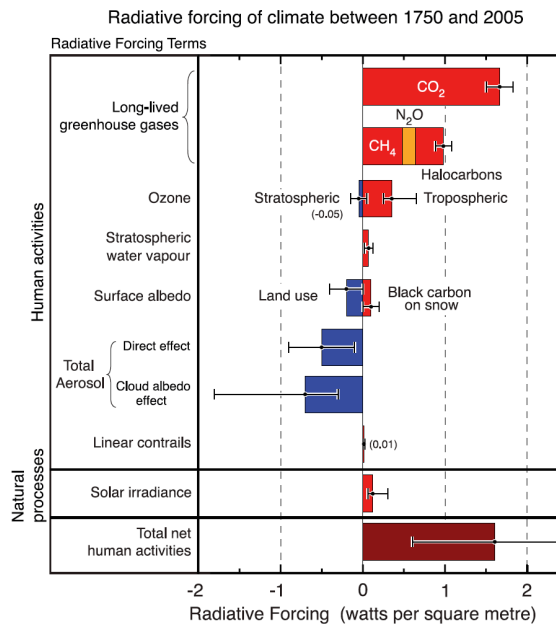 Radiative forcing of climate between 1750 and 2005
Radiative Forcing Terms
Human activities
Long-lived
greenhouse gases
CO2
N2O
CH4
Halocarbons
Ozone
Stratospheric
(-0.05)
Tropospheric
Stratospheric
water vapour
Surface albedo
Land use
Black carbon
on snow
Total
Aerosol
Direct effect
Cloud albedo
effect
Linear contrails
(0.01)
Natural
processes
Solar irradiance
Total net
human activities
-2 -1 0 1 2
Radiative Forcing (watts per square metre)